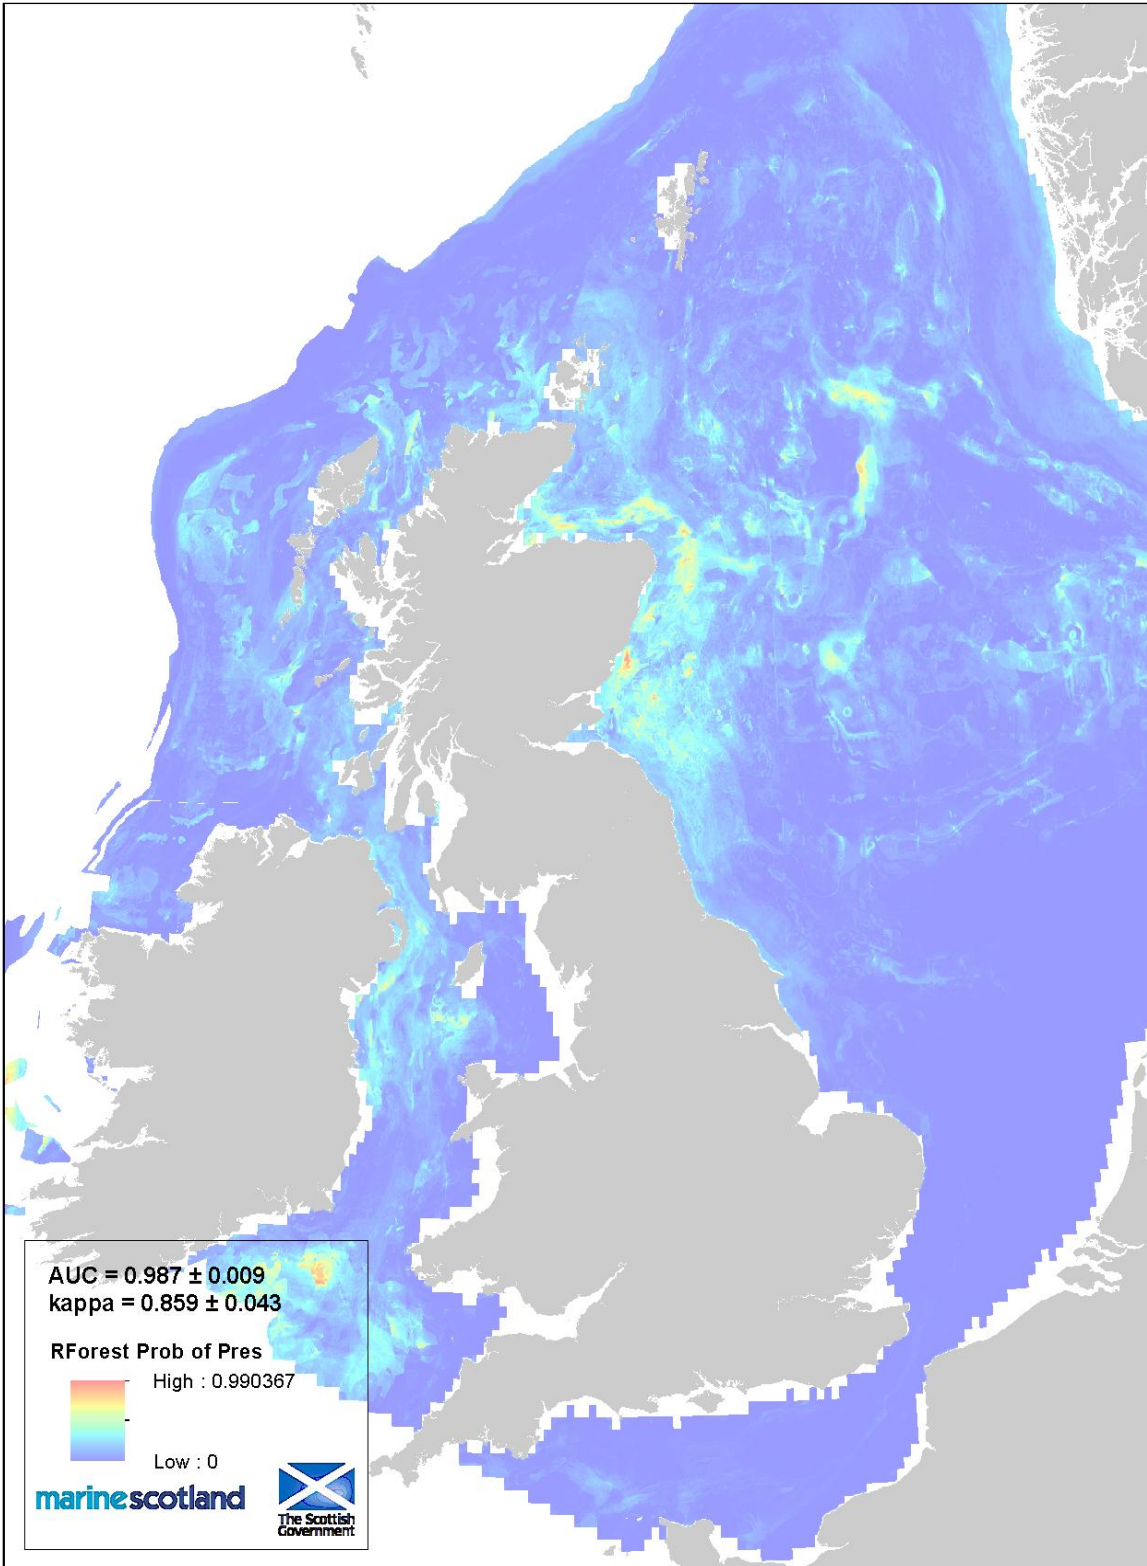 AUC = 0.987 ± 0.009
kappa = 0.859 ± 0.043
RForest Prob of Pres
High : 0.990367
Low : 0
marinescotland
The Scottish
Government